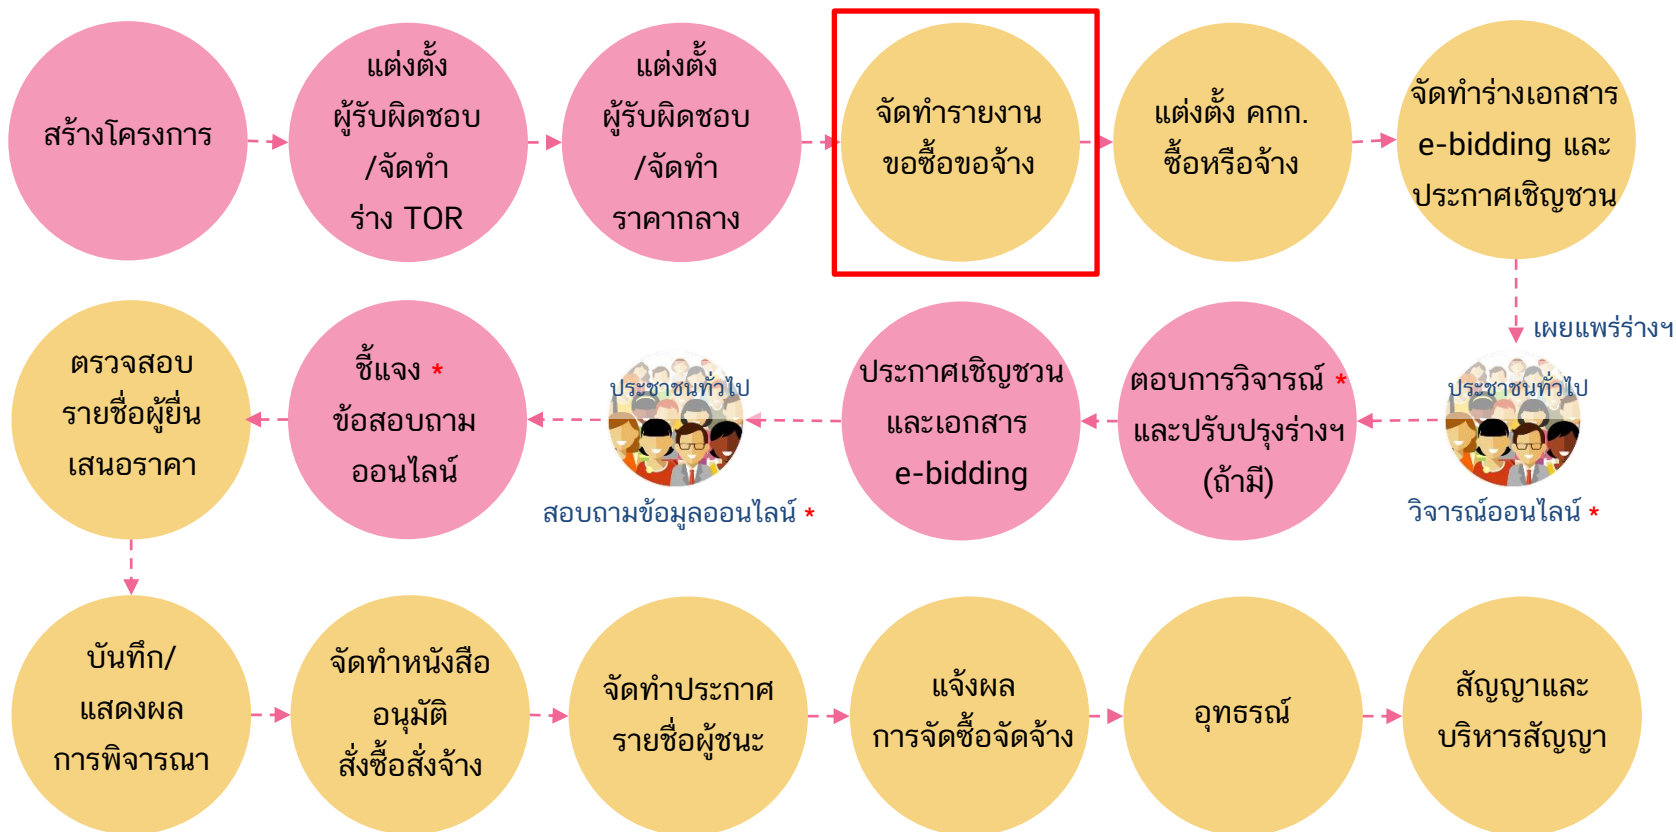 สร้างโครงการ
แต่งตั้ง
ผู้รับผิดชอบ
/จัดทำ
ร่าง TOR
แต่งตั้ง
ผู้รับผิดชอบ
/จัดทำ
ราคากลาง
จัดทำรายงาน
ขอซื้อขอจ้าง
แต่งตั้ง คกก.
ซื้อหรือจ้าง
จัดทำร่างเอกสาร
e-bidding และ
ประกาศเชิญชวน
เผยแพร่ร่างฯ
ประชาชนทั่วไป
วิจารณ์ออนไลน์ *
ตอบการวิจารณ์ *
และปรับปรุงร่างฯ
(ถ้ามี)
ประกาศเชิญชวน
และเอกสาร
e-bidding
ประชาชนทั่วไป
สอบถามข้อมูลออนไลน์ *
ชี้แจง *
ข้อสอบถาม
ออนไลน์
ตรวจสอบ
รายชื่อผู้ยื่น
เสนอราคา
บันทึก/
แสดงผล
การพิจารณา
จัดทำหนังสือ
อนุมัติ
สั่งซื้อสั่งจ้าง
จัดทำประกาศ
รายชื่อผู้ชนะ
แจ้งผล
การจัดซื้อจัดจ้าง
อุทธรณ์
สัญญาและ
บริหารสัญญา